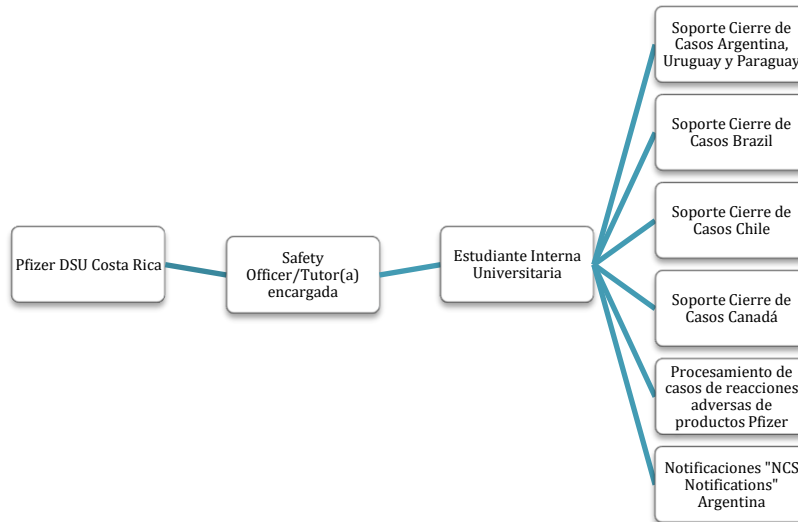 Pfizer DSU Costa Rica
Safety
Officer/Tutor(a)
encargada
Estudiante Interna
Universitaria
Soporte Cierre de
Casos Argentina,
Uruguay y Paraguay
Soporte Cierre de
Casos Brazil
Soporte Cierre de
Casos Chile
Soporte Cierre de
Casos Canadá
Procesamiento de
casos de reacciones
adversas de
productos Pfizer
Notificaciones "NCS
Notifications"
Argentina